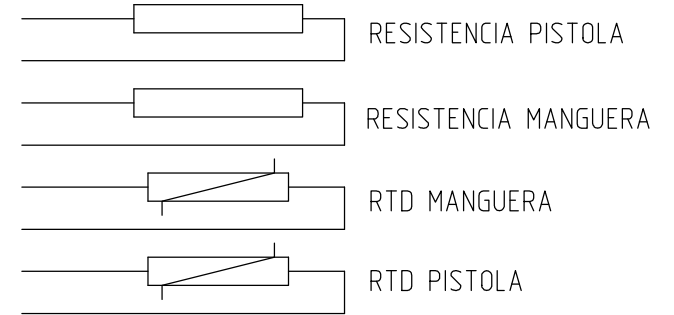 RESISTENCIA PISTOLA
RESISTENCIA MANGUERA
RTD MANGUERA
RTD PISTOLA